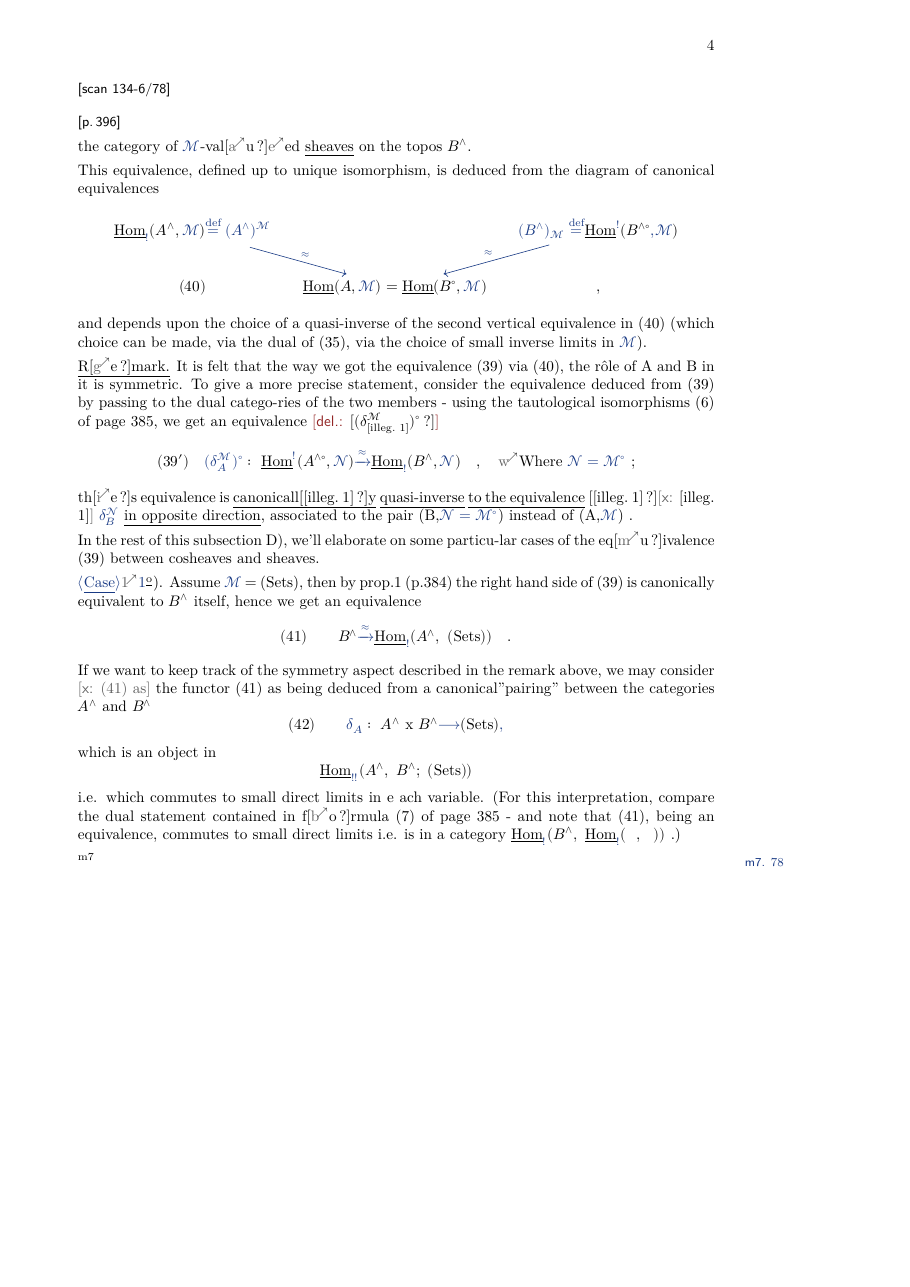 4
[scan 134-6/78]
[p. 396]
the category of ℳ-val[a↗u ?]e↗ed sheaves on the topos B^∧.
This equivalence, defined up to unique isomorphism, is deduced from the diagram of canonical
equivalences
Hom_!(A^∧, ℳ) =^def (A^∧)^ℳ (B^∧)_ℳ =^def Hom^!(B^∧°, ℳ)
≈ ≈
(40) Hom(A, ℳ) = Hom(B°, ℳ) ,
and depends upon the choice of a quasi-inverse of the second vertical equivalence in (40) (which
choice can be made, via the dual of (35), via the choice of small inverse limits in ℳ).
R[g↗e ?]mark. It is felt that the way we got the equivalence (39) via (40), the rôle of A and B in
it is symmetric. To give a more precise statement, consider the equivalence deduced from (39)
by passing to the dual catego-ries of the two members - using the tautological isomorphisms (6)
of page 385, we get an equivalence [del.: [(δ^ℳ_[illeg. 1])° ?]]
(39′) (δ^ℳ_A)° : Hom^!(A^∧°, 𝒩) →^≈ Hom_!(B^∧, 𝒩) , w↗Where 𝒩 = ℳ° ;
th[i↗e ?]s equivalence is canonicall[[illeg. 1] ?]y quasi-inverse to the equivalence [[illeg. 1] ?][x: [illeg.
1]] δ^𝒩_B in opposite direction, associated to the pair (B,𝒩 = ℳ°) instead of (A,ℳ) .
In the rest of this subsection D), we'll elaborate on some particu-lar cases of the eq[m↗u ?]ivalence
(39) between cosheaves and sheaves.
⟨Case⟩1↗1º). Assume ℳ = (Sets), then by prop.1 (p.384) the right hand side of (39) is canonically
equivalent to B^∧ itself, hence we get an equivalence
(41) B^∧ →^≈ Hom_!(A^∧, (Sets)) .
If we want to keep track of the symmetry aspect described in the remark above, we may consider
[x: (41) as] the functor (41) as being deduced from a canonical"pairing" between the categories
A^∧ and B^∧
(42) δ_A : A^∧ x B^∧ ⟶ (Sets),
which is an object in
Hom_!!(A^∧, B^∧; (Sets))
i.e. which commutes to small direct limits in e ach variable. (For this interpretation, compare
the dual statement contained in f[b↗o ?]rmula (7) of page 385 - and note that (41), being an
equivalence, commutes to small direct limits i.e. is in a category Hom_!(B^∧, Hom_!( , )) .)
m7
m7. 78